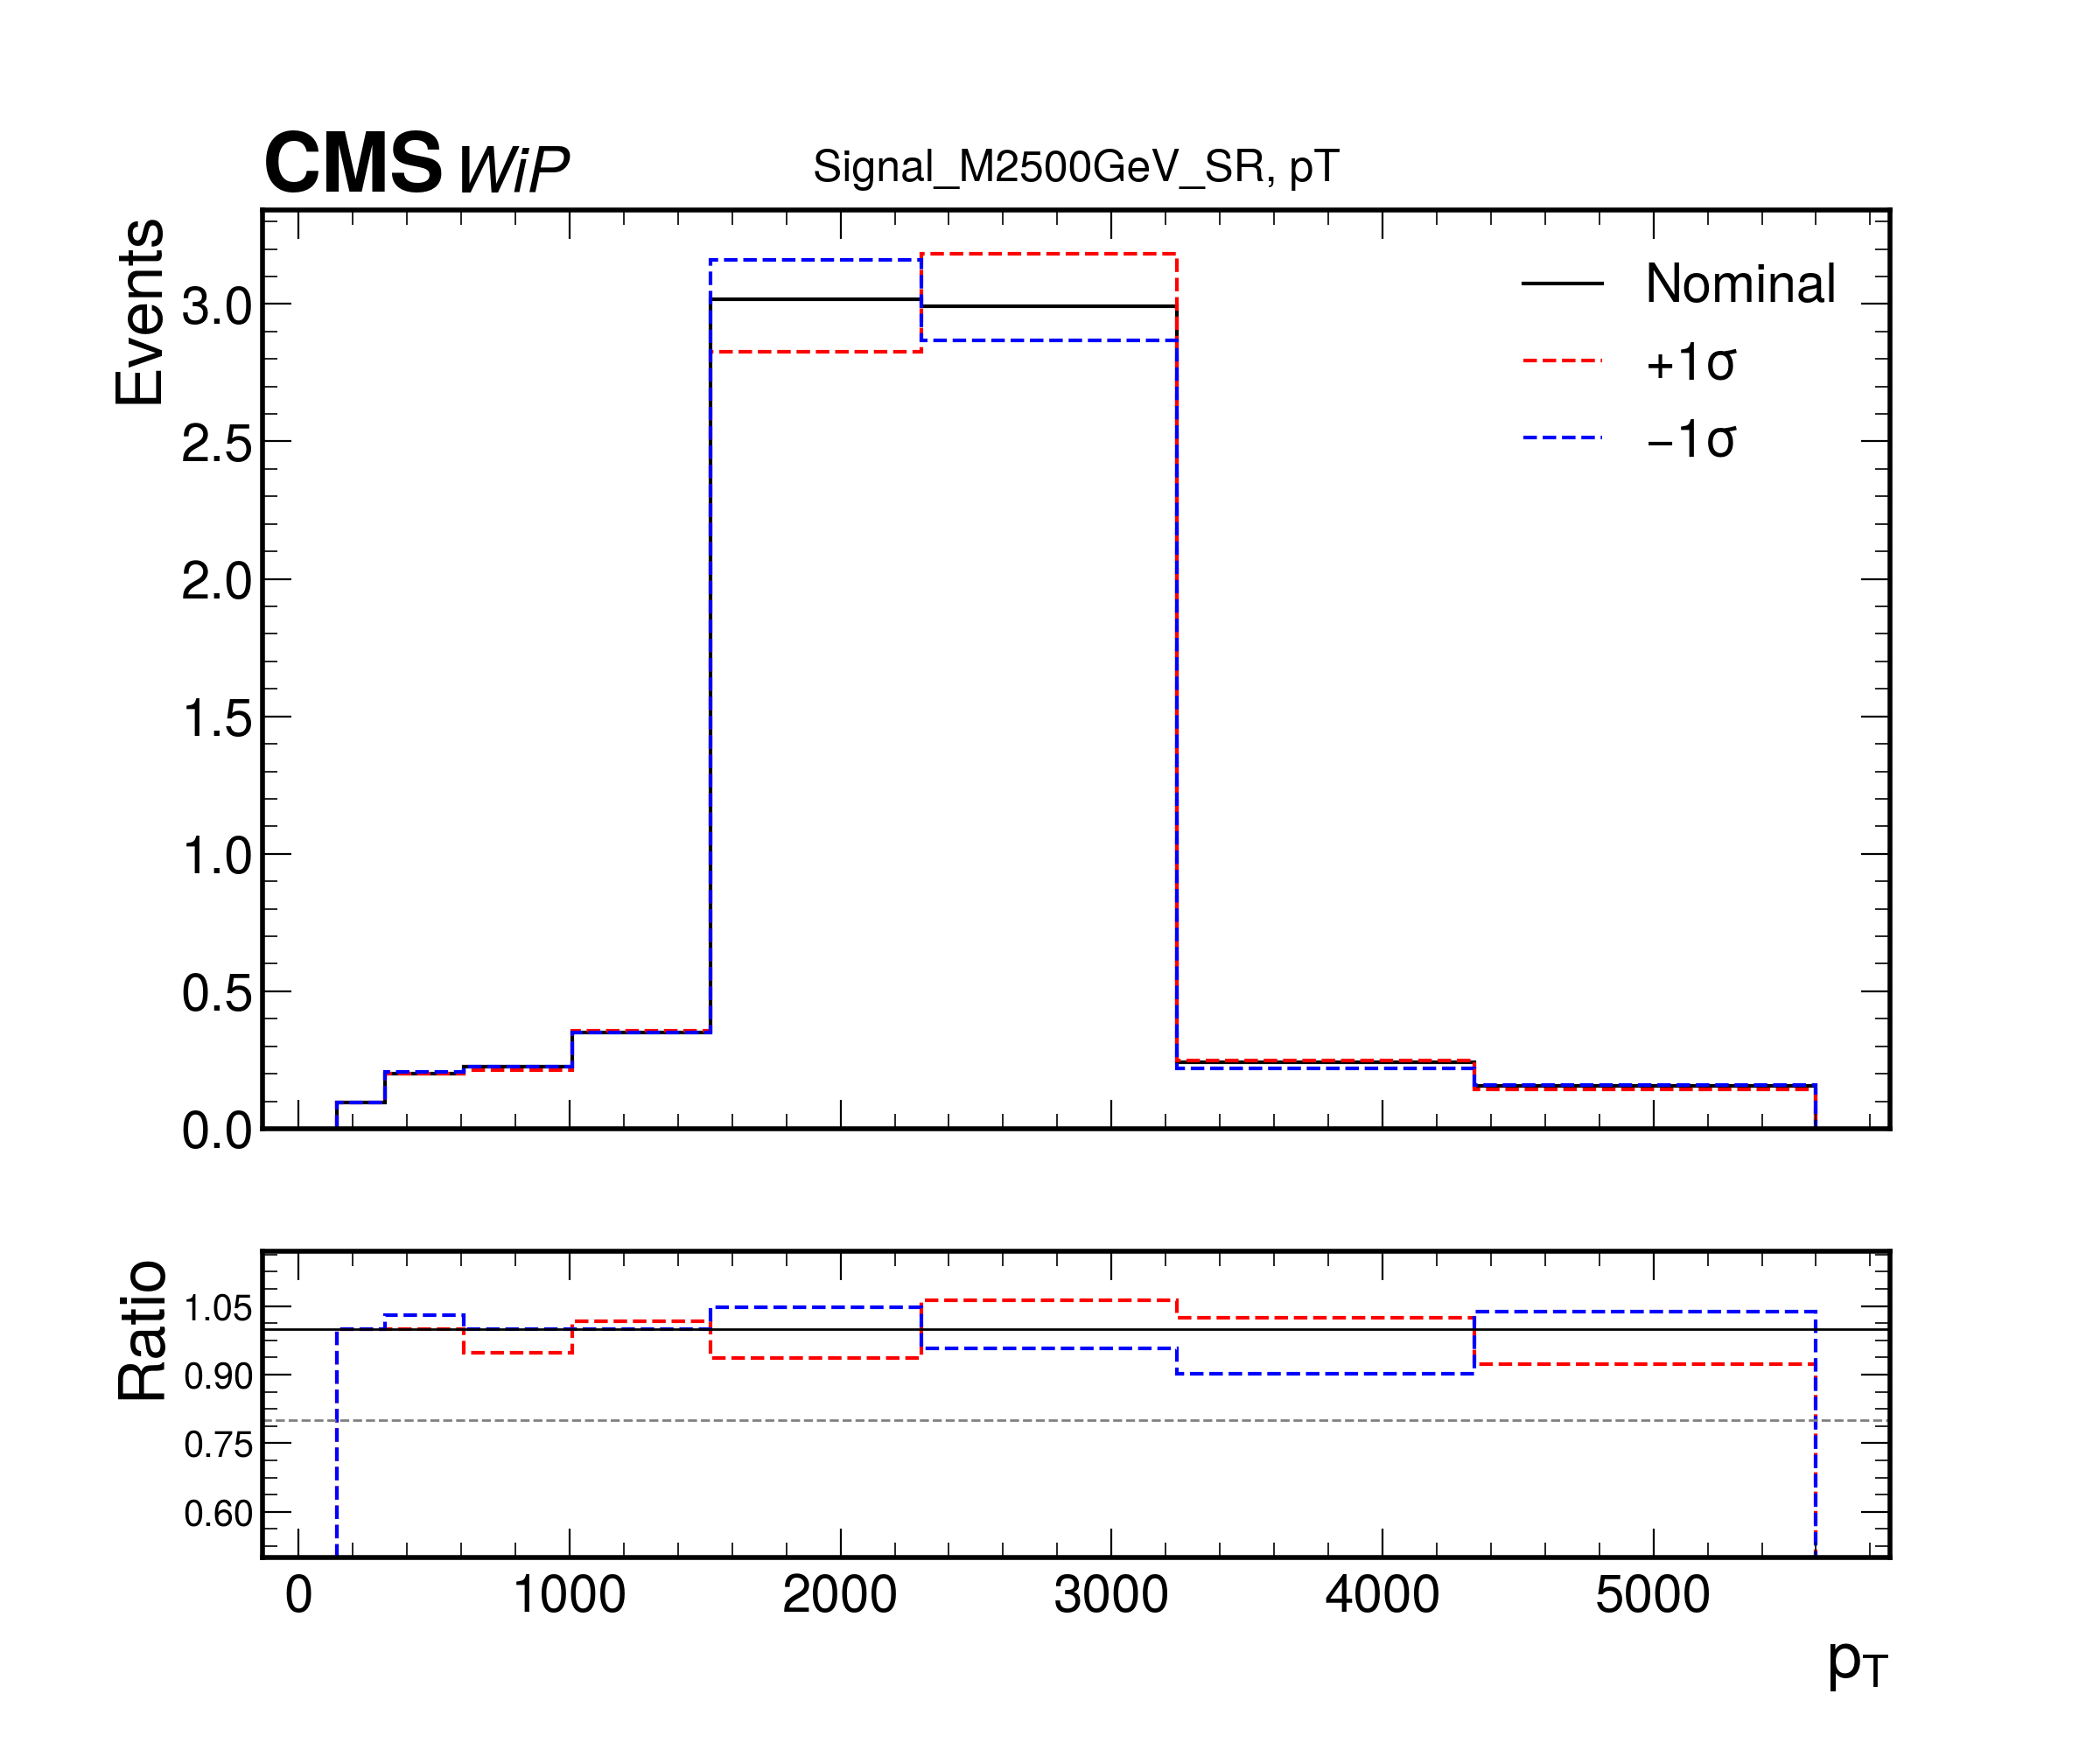 CMS WiP
Signal_M2500GeV_SR, pT
Events
3.0
2.5
2.0
1.5
1.0
0.5
0.0
Nominal
+1σ
−1σ
Ratio
1.05
0.90
0.75
0.60
0 1000 2000 3000 4000 5000
pT